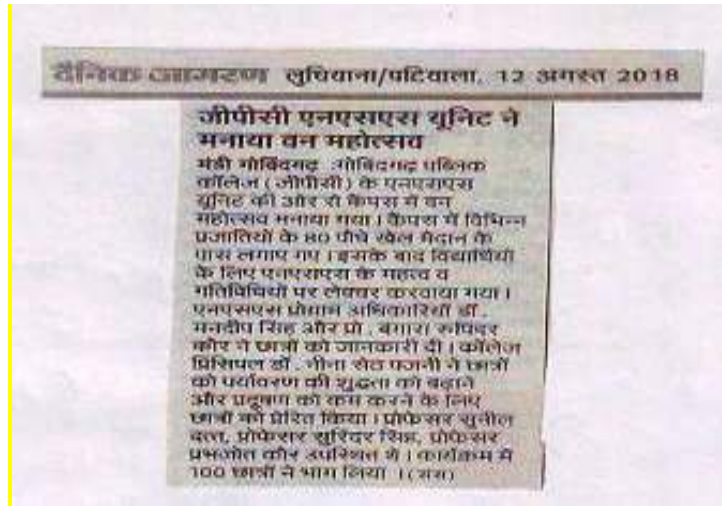 दैनिक जागरण लुधियाना/पटियाला, 12 अगस्त 2018
जीपीसी एनएसएस यूनिट ने
मनाया वन महोत्सव
मंडी गोबिंदगढ़ :गोबिंदगढ़ पब्लिक
कॉलेज (जीपीसी) के एनएसएस
यूनिट की ओर से कैंपस में वन
महोत्सव मनाया गया। कैंपस में विभिन्न
प्रजातियों के 80 पौधे खेल मैदान के
पास लगाए गए। इसके बाद विद्यार्थियों
के लिए एनएसएस के महत्व व
गतिविधियों पर लेक्चर करवाया गया।
एनएसएस प्रोग्राम अधिकारियों डॉ.
मनदीप सिंह और प्रो. बगारा रुपिंदर
कौर ने छात्रों को जानकारी दी। कॉलेज
प्रिंसिपल डॉ. नीना सेठ पजनी ने छात्रों
को पर्यावरण की शुद्धता को बढ़ाने
और प्रदूषण को कम करने के लिए
छात्रों को प्रेरित किया। प्रोफेसर सुनील
दत्त, प्रोफेसर सुरिंदर सिंह, प्रोफेसर
प्रभजोत कौर उपस्थित थे। कार्यक्रम में
100 छात्रों ने भाग लिया ।(संस)